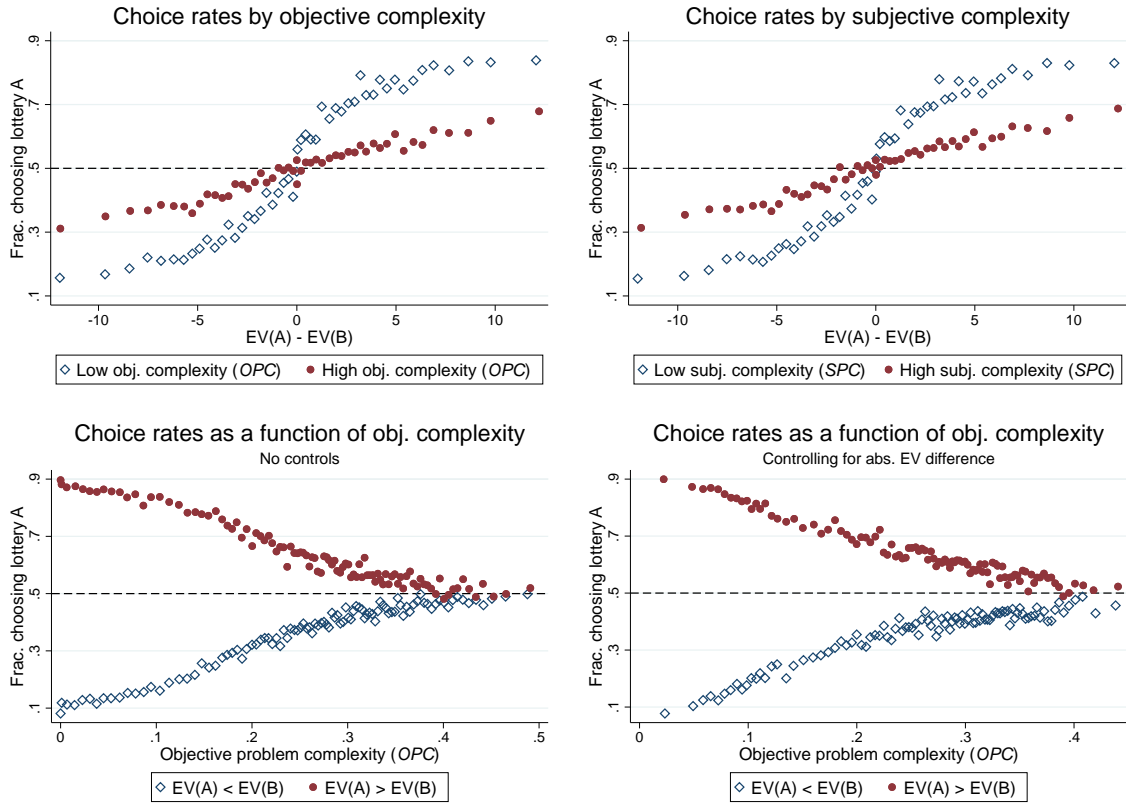 Choice rates by objective complexity
Frac. choosing lottery A
.1 .3 .5 .7 .9
-10 -5 0 5 10
EV(A) - EV(B)
Low obj. complexity (OPC) High obj. complexity (OPC)
Choice rates by subjective complexity
Frac. choosing lottery A
.1 .3 .5 .7 .9
-10 -5 0 5 10
EV(A) - EV(B)
Low subj. complexity (SPC) High subj. complexity (SPC)
Choice rates as a function of obj. complexity
No controls
Frac. choosing lottery A
.1 .3 .5 .7 .9
0 .1 .2 .3 .4 .5
Objective problem complexity (OPC)
EV(A) < EV(B) EV(A) > EV(B)
Choice rates as a function of obj. complexity
Controlling for abs. EV difference
Frac. choosing lottery A
.1 .3 .5 .7 .9
0 .1 .2 .3 .4
Objective problem complexity (OPC)
EV(A) < EV(B) EV(A) > EV(B)